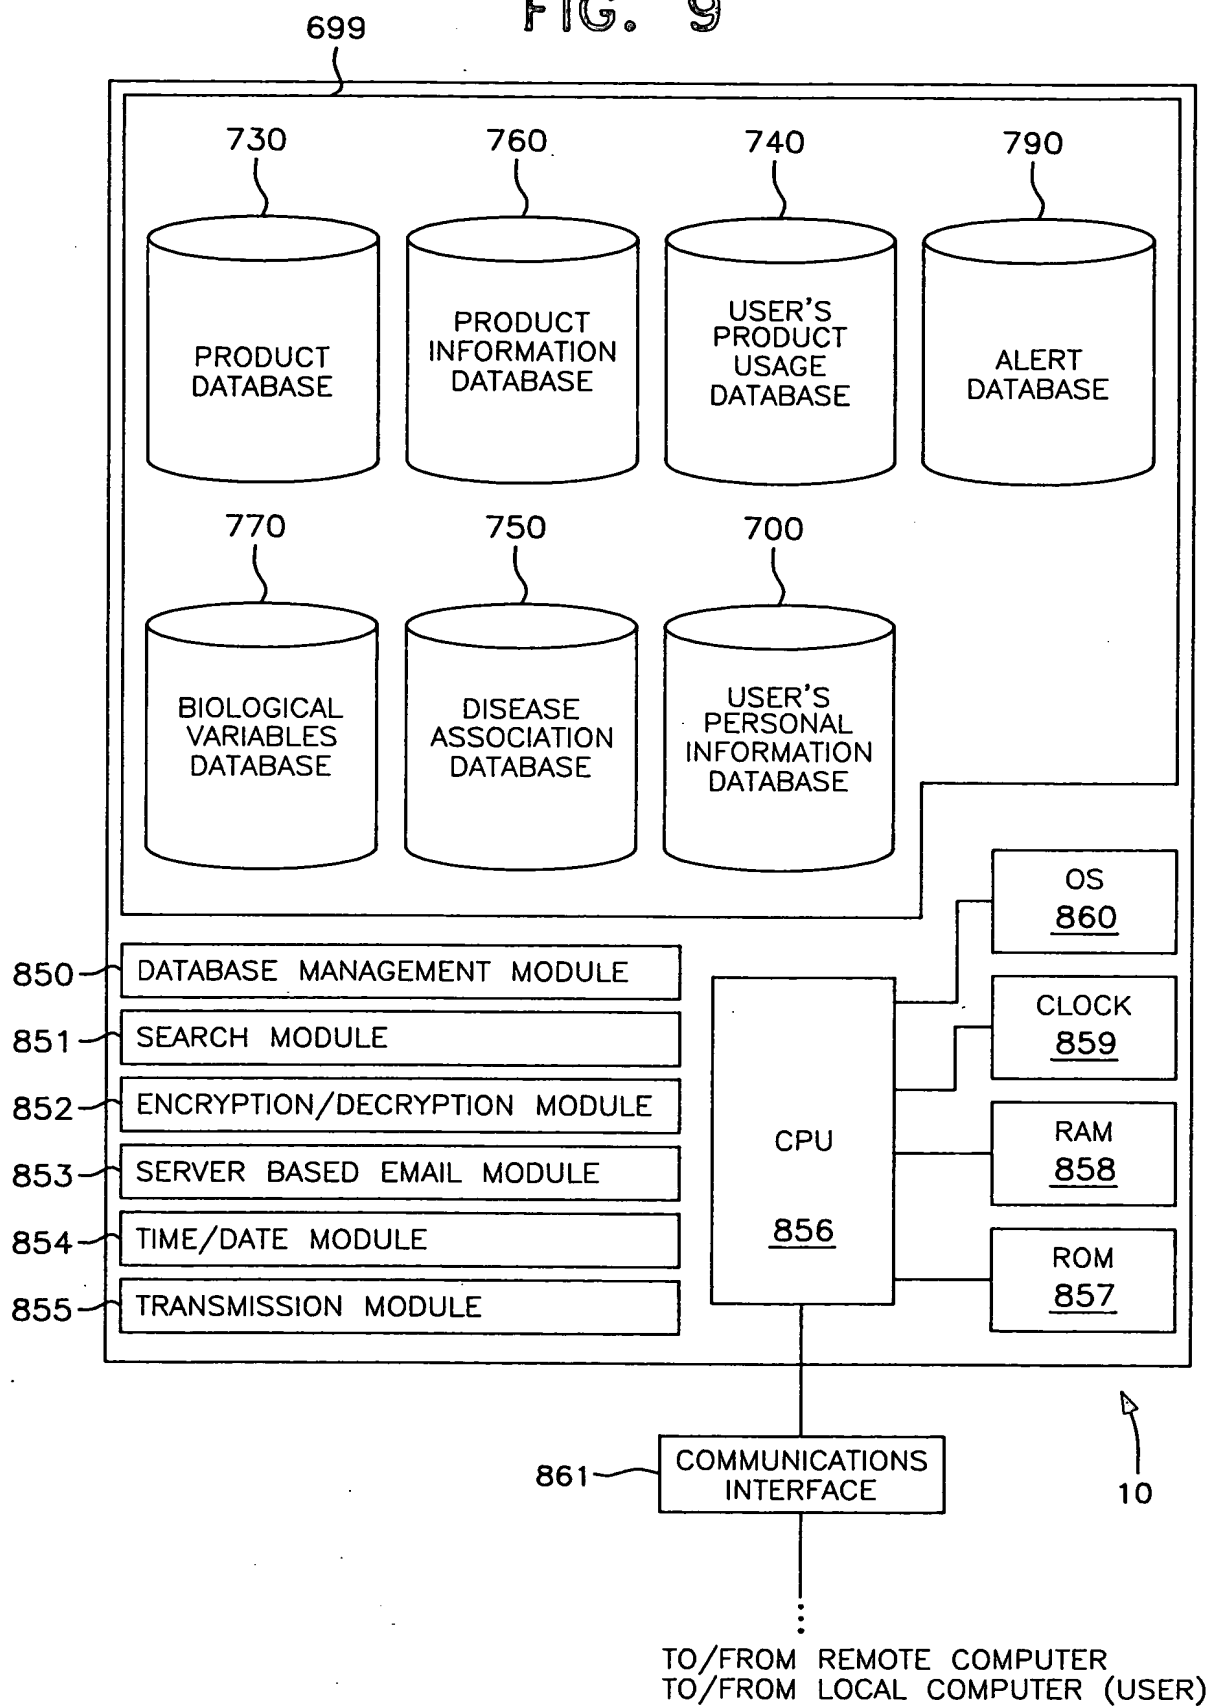 FIG. 9
699
730
760
740
790
PRODUCT
DATABASE
PRODUCT
INFORMATION
DATABASE
USER'S
PRODUCT
USAGE
DATABASE
ALERT
DATABASE
770
750
700
BIOLOGICAL
VARIABLES
DATABASE
DISEASE
ASSOCIATION
DATABASE
USER'S
PERSONAL
INFORMATION
DATABASE
OS
860
850 DATABASE MANAGEMENT MODULE
CLOCK
859
851 SEARCH MODULE
852 ENCRYPTION/DECRYPTION MODULE
CPU
856
RAM
858
853 SERVER BASED EMAIL MODULE
854 TIME/DATE MODULE
ROM
857
855 TRANSMISSION MODULE
861
COMMUNICATIONS
INTERFACE
10
TO/FROM REMOTE COMPUTER
TO/FROM LOCAL COMPUTER (USER)